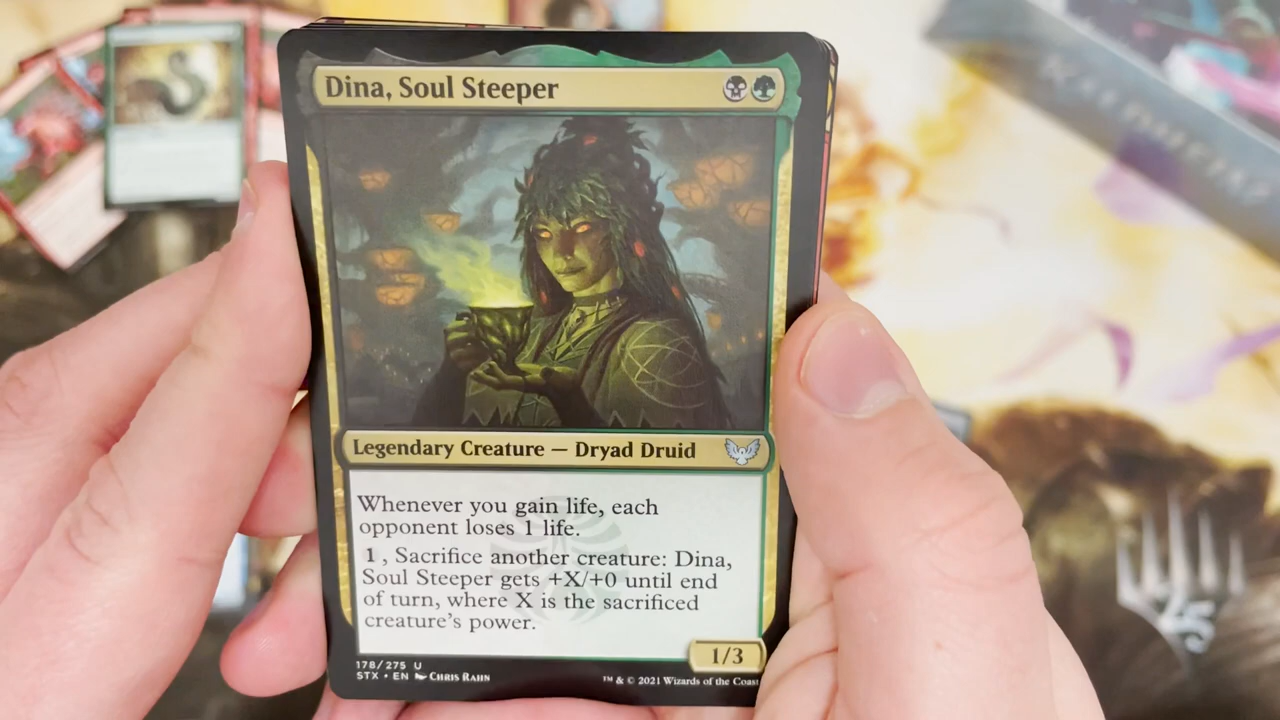 Dina, Soul Steeper
Legendary Creature — Dryad Druid
Whenever you gain life, each
opponent loses 1 life.
1, Sacrifice another creature: Dina,
Soul Steeper gets +X/+0 until end
of turn, where X is the sacrificed
creature's power.
1/3
178/275 U
STX • EN Chris Rahn
™ & © 2021 Wizards of the Coast